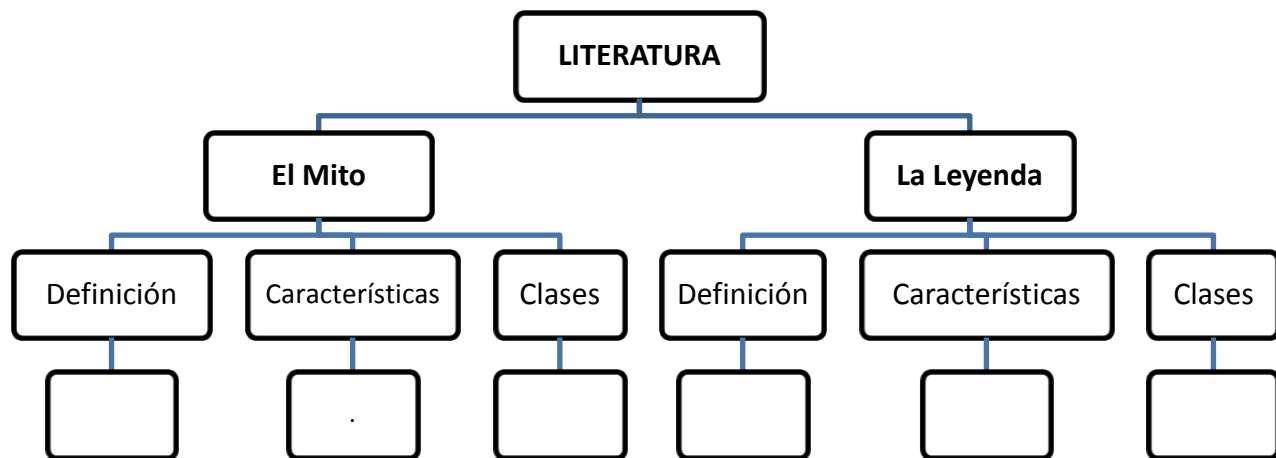 LITERATURA
El Mito
La Leyenda
Definición
Características
Clases
Definición
Características
Clases
.